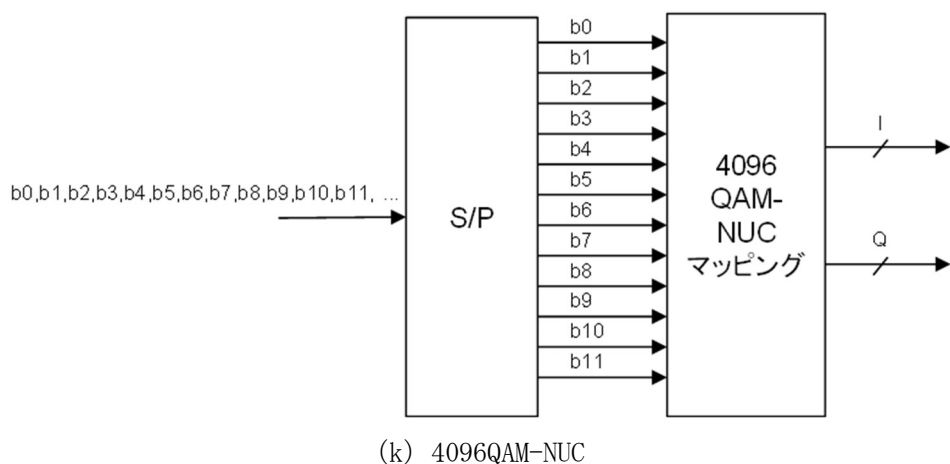 b0
b1
b2
b3
b4
b5
b6
b7
b8
b9
b10
b11
b0,b1,b2,b3,b4,b5,b6,b7,b8,b9,b10,b11, ...
S/P
4096
QAM-
NUC
マッピング
I
Q
(k) 4096QAM-NUC